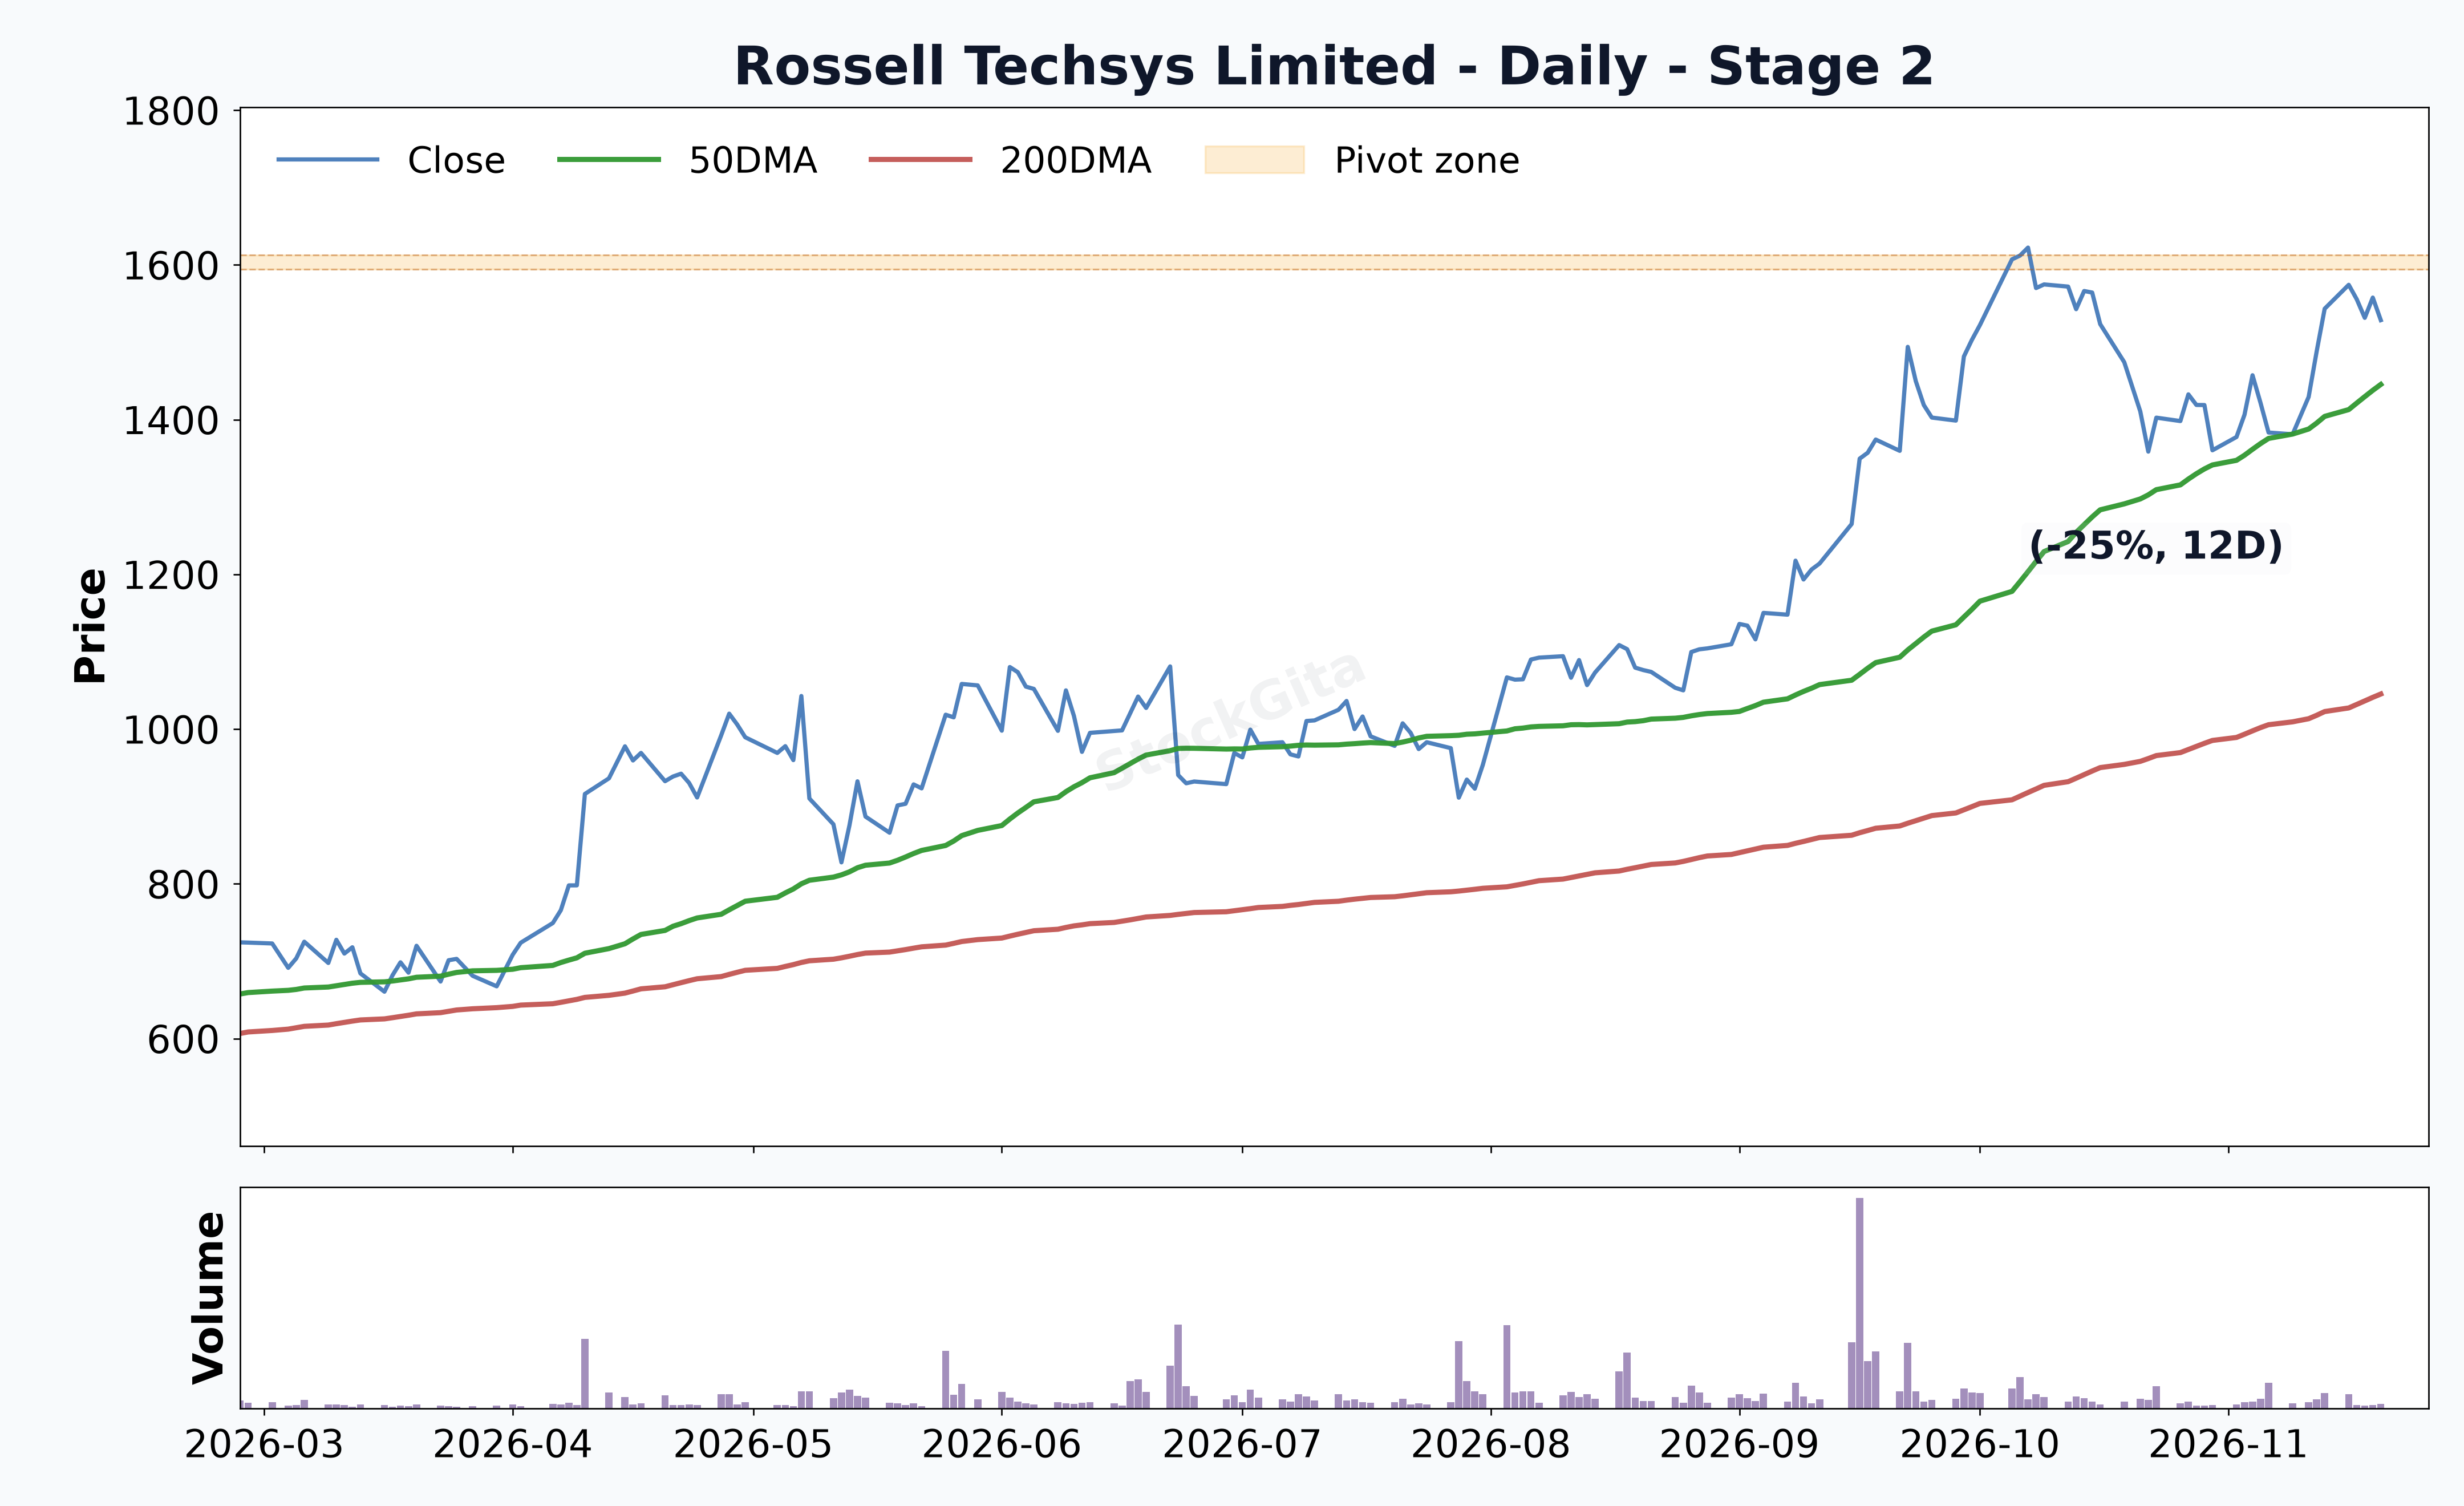 Rossell Techsys Limited - Daily - Stage 2
Close 50DMA 200DMA Pivot zone
1800
1600
1400
1200
1000
800
600
Price
(-25%, 12D)
StockGita
Volume
2026-03 2026-04 2026-05 2026-06 2026-07 2026-08 2026-09 2026-10 2026-11